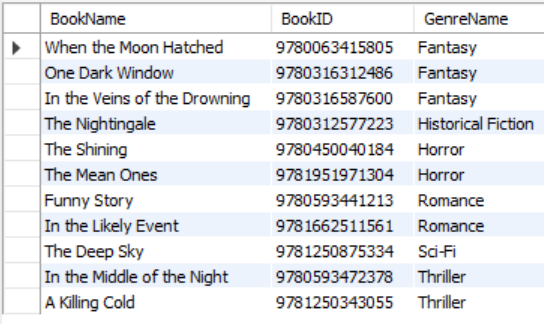 BookName BookID GenreName
When the Moon Hatched 9780063415805 Fantasy
One Dark Window 9780316312486 Fantasy
In the Veins of the Drowning 9780316587600 Fantasy
The Nightingale 9780312577223 Historical Fiction
The Shining 9780450040184 Horror
The Mean Ones 9781951971304 Horror
Funny Story 9780593441213 Romance
In the Likely Event 9781662511561 Romance
The Deep Sky 9781250875334 Sci-Fi
In the Middle of the Night 9780593472378 Thriller
A Killing Cold 9781250343055 Thriller